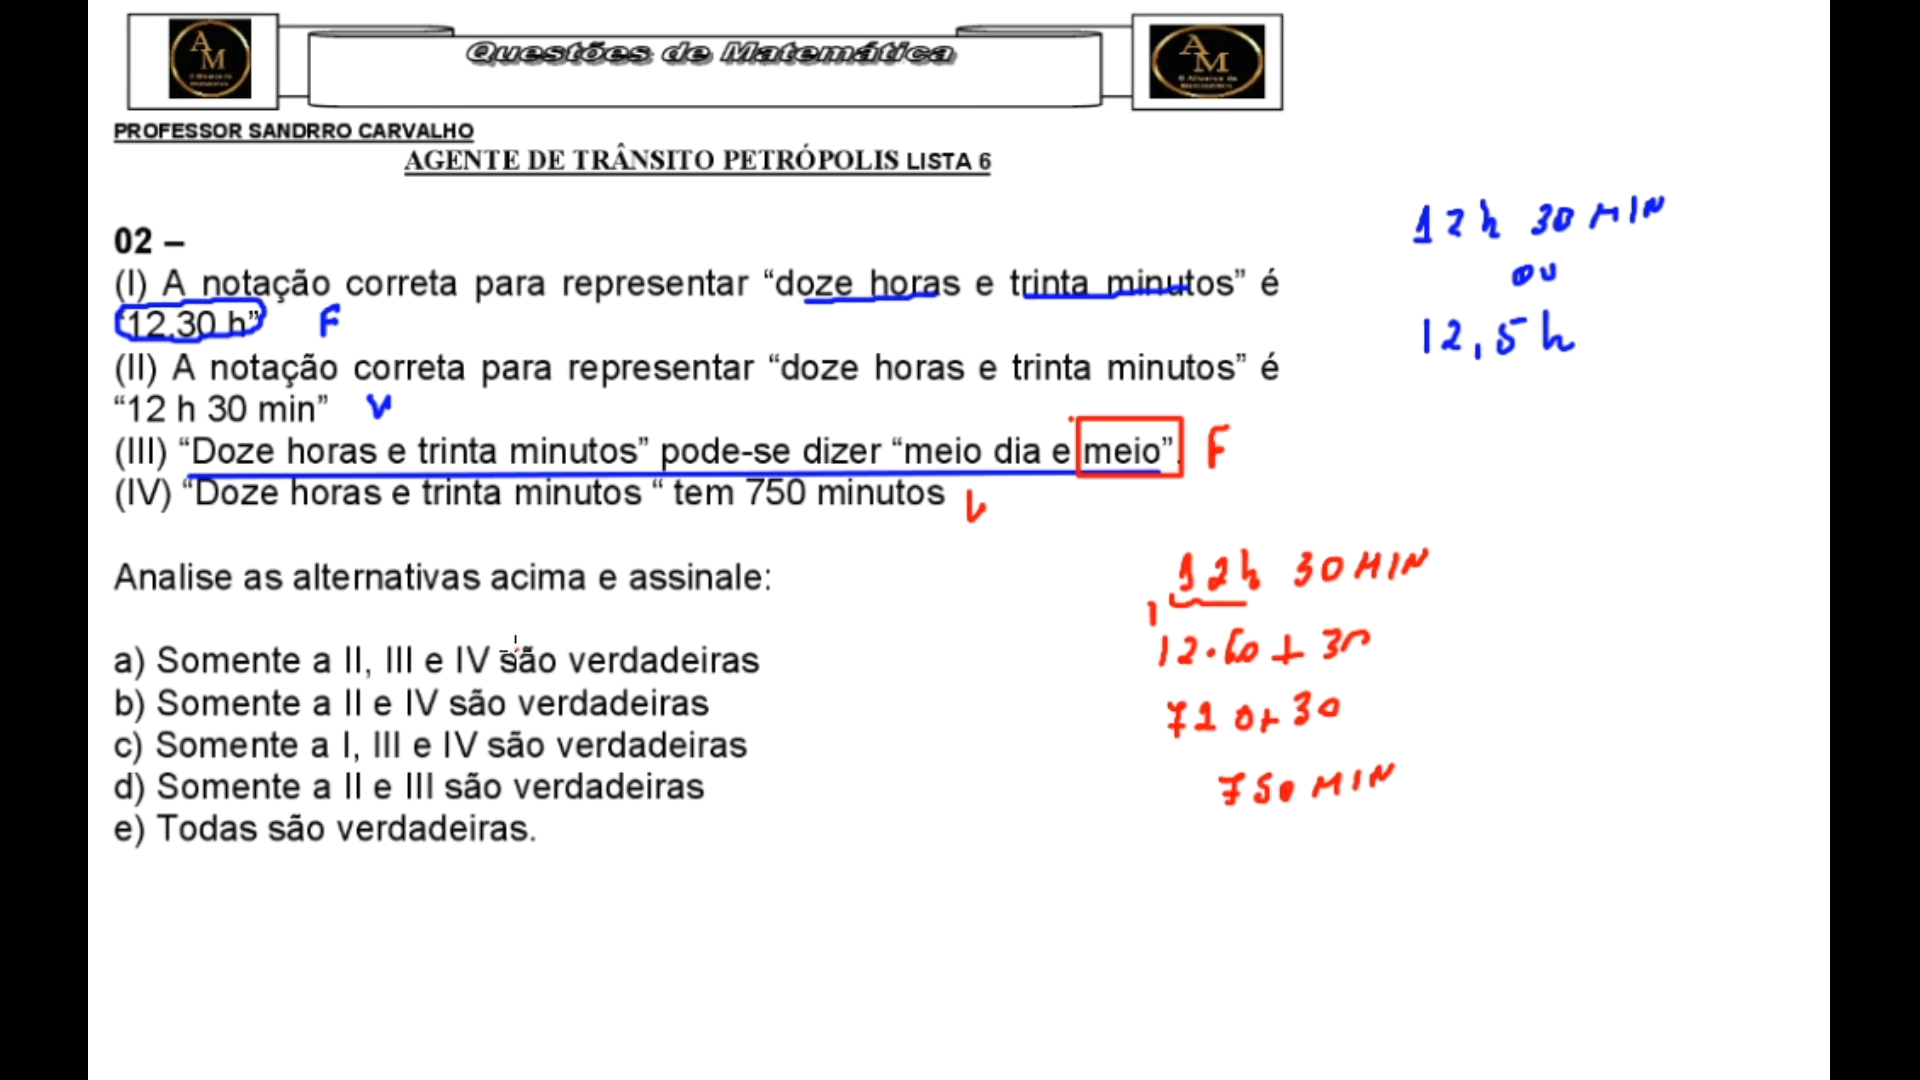 Questões de Matemática
A M
A M
PROFESSOR SANDRRO CARVALHO
AGENTE DE TRÂNSITO PETRÓPOLIS LISTA 6
02 –
(I) A notação correta para representar “doze horas e trinta minutos” é
“12,30 h” F
(II) A notação correta para representar “doze horas e trinta minutos” é
“12 h 30 min” V
(III) “Doze horas e trinta minutos” pode-se dizer “meio dia e meio”. F
(IV) “Doze horas e trinta minutos “ tem 750 minutos V
Analise as alternativas acima e assinale:
a) Somente a II, III e IV são verdadeiras
b) Somente a II e IV são verdadeiras
c) Somente a I, III e IV são verdadeiras
d) Somente a II e III são verdadeiras
e) Todas são verdadeiras.
12h 30 MIN
ou
12,5h
12h 30 MIN
12.60 + 30
720+30
750 MIN